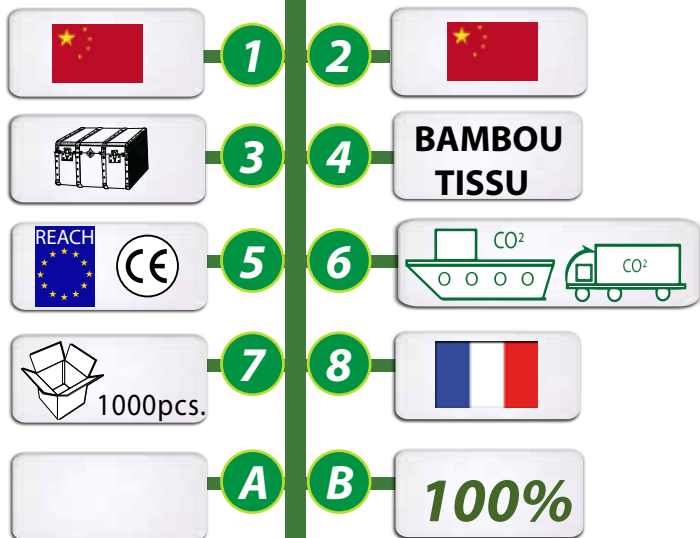 1
2
3
4
BAMBOU
TISSU
REACH
CE
5
6
CO²
CO²
7
1000pcs.
8
A
B
100%